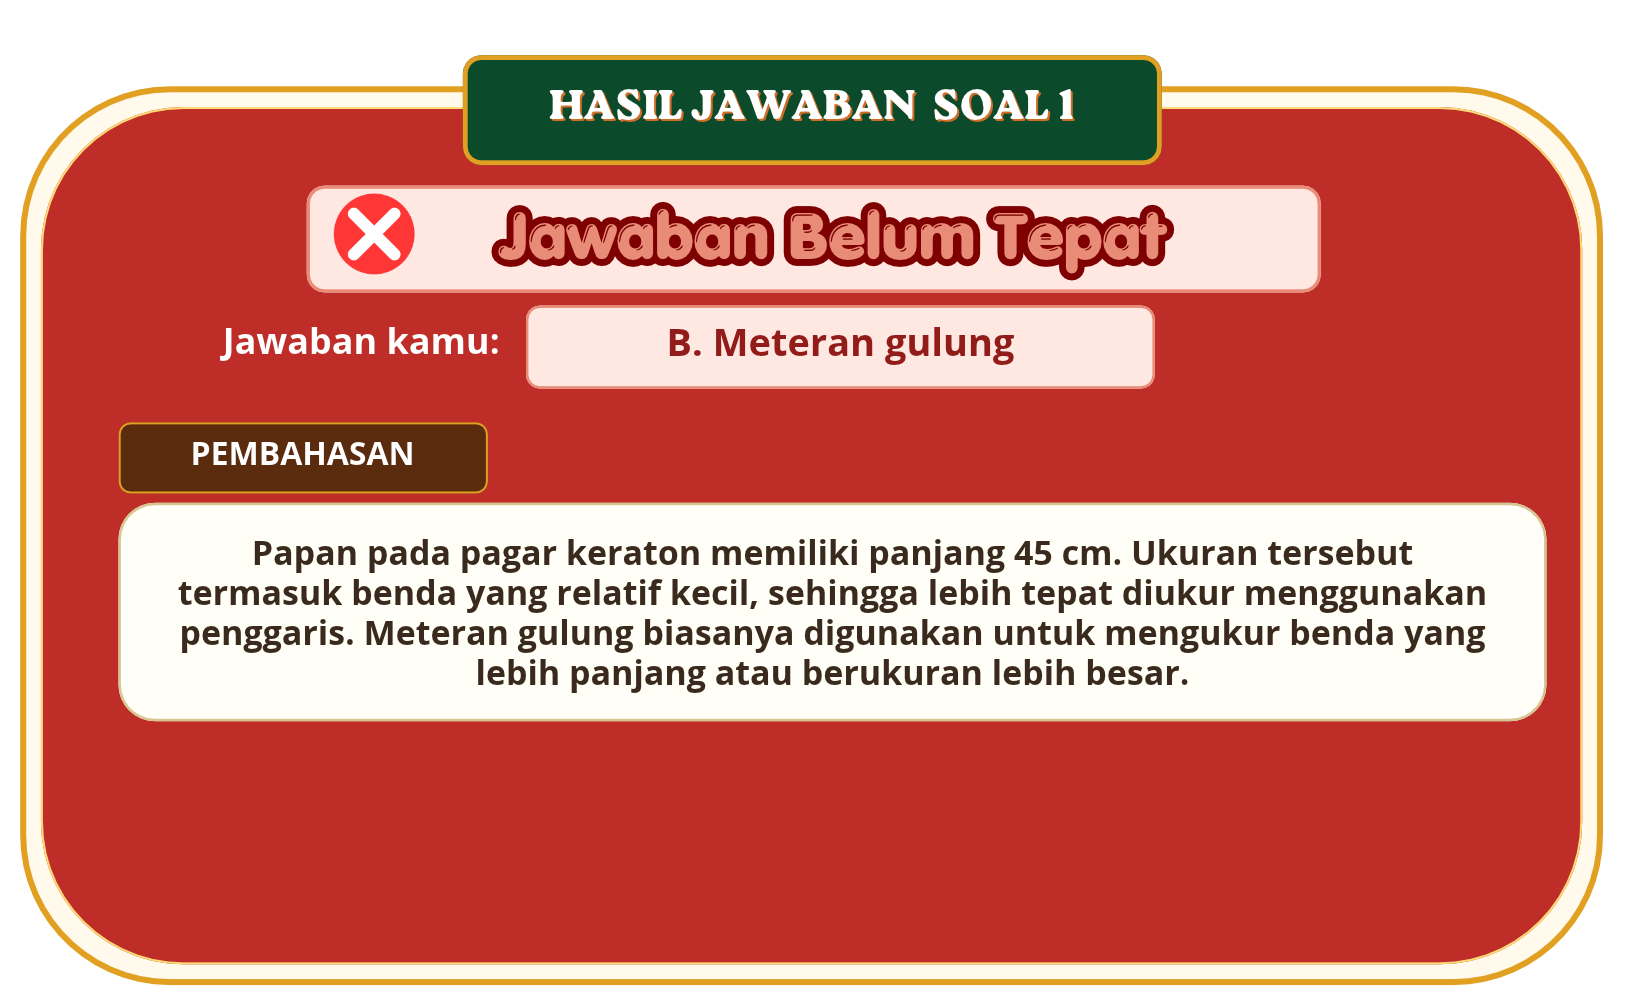 HASIL JAWABAN SOAL 1
Jawaban Belum Tepat
Jawaban kamu:
B. Meteran gulung
PEMBAHASAN
Papan pada pagar keraton memiliki panjang 45 cm. Ukuran tersebut
termasuk benda yang relatif kecil, sehingga lebih tepat diukur menggunakan
penggaris. Meteran gulung biasanya digunakan untuk mengukur benda yang
lebih panjang atau berukuran lebih besar.